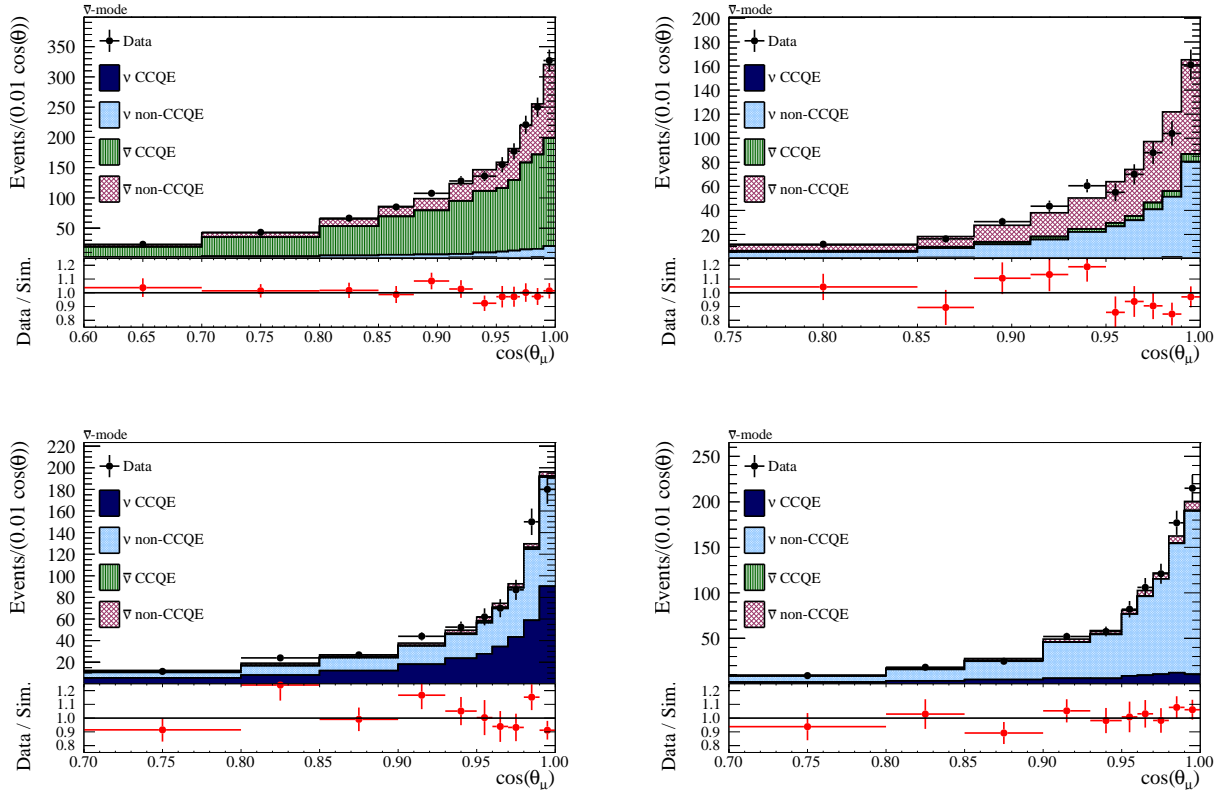 ν̅-mode
Events/(0.01 cos(θ))
350
300
250
200
150
100
50
Data
ν CCQE
ν non-CCQE
ν̅ CCQE
ν̅ non-CCQE
Data / Sim.
1.2
1.1
1.0
0.9
0.8
0.60 0.65 0.70 0.75 0.80 0.85 0.90 0.95 1.00
cos(θμ)
ν̅-mode
Events/(0.01 cos(θ))
200
180
160
140
120
100
80
60
40
20
Data
ν CCQE
ν non-CCQE
ν̅ CCQE
ν̅ non-CCQE
Data / Sim.
1.2
1.1
1.0
0.9
0.8
0.75 0.80 0.85 0.90 0.95 1.00
cos(θμ)
ν̅-mode
Events/(0.01 cos(θ))
220
200
180
160
140
120
100
80
60
40
20
Data
ν CCQE
ν non-CCQE
ν̅ CCQE
ν̅ non-CCQE
Data / Sim.
1.2
1.1
1.0
0.9
0.8
0.70 0.75 0.80 0.85 0.90 0.95 1.00
cos(θμ)
ν̅-mode
Events/(0.01 cos(θ))
250
200
150
100
50
Data
ν CCQE
ν non-CCQE
ν̅ CCQE
ν̅ non-CCQE
Data / Sim.
1.2
1.1
1.0
0.9
0.8
0.70 0.75 0.80 0.85 0.90 0.95 1.00
cos(θμ)